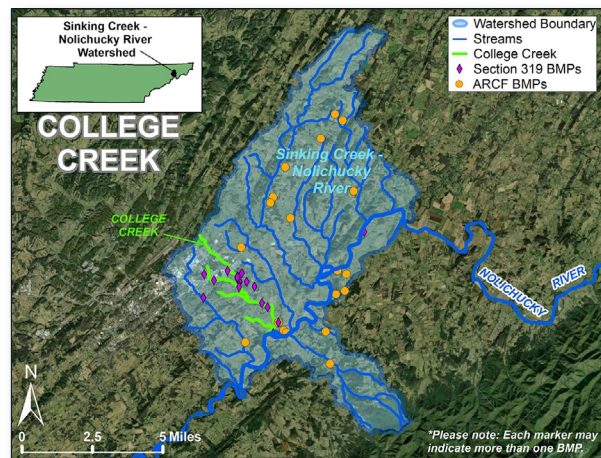 Sinking Creek -
Nolichucky River
Watershed
COLLEGE
CREEK
Watershed Boundary
Streams
College Creek
Section 319 BMPs
ARCF BMPs
Sinking Creek -
Nolichucky
River
COLLEGE
CREEK
NOLICHUCKY RIVER
N
0 2.5 5 Miles
*Please note: Each marker may
indicate more than one BMP.